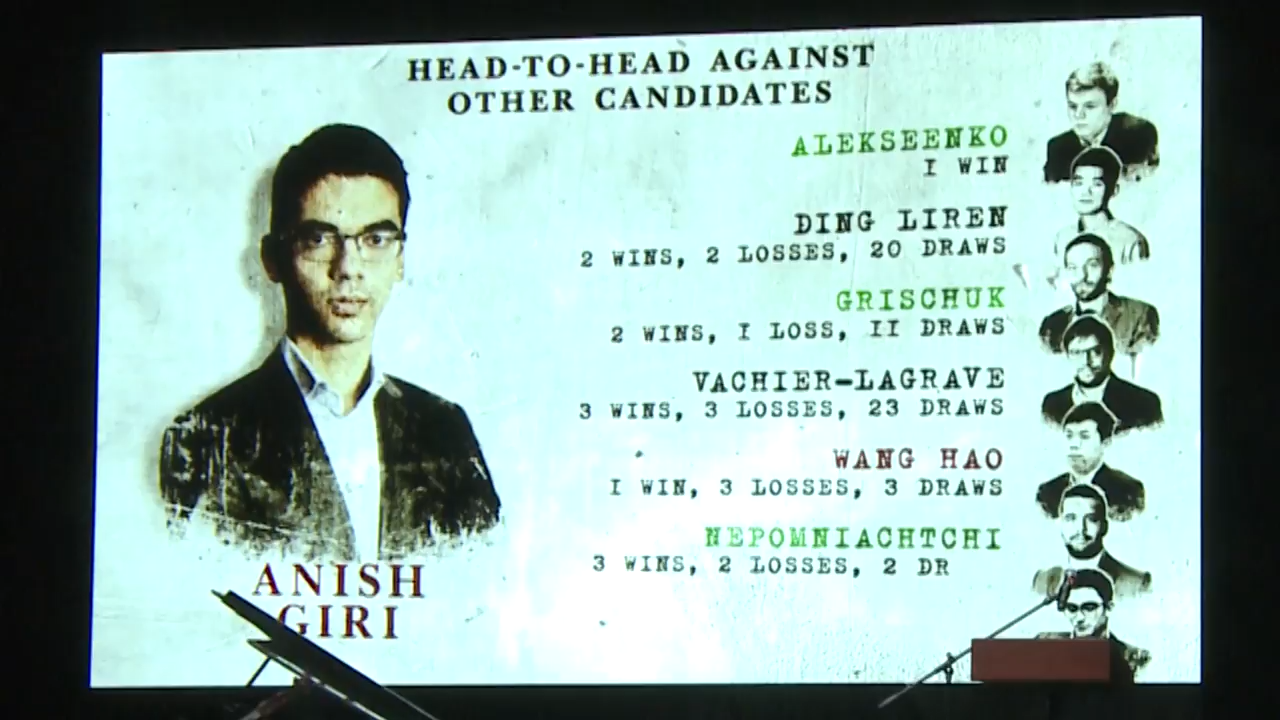 HEAD-TO-HEAD AGAINST
OTHER CANDIDATES
ALEKSEENKO
I WIN
DING LIREN
2 WINS, 2 LOSSES, 20 DRAWS
GRISCHUK
2 WINS, I LOSS, II DRAWS
VACHIER-LAGRAVE
3 WINS, 3 LOSSES, 23 DRAWS
WANG HAO
I WIN, 3 LOSSES, 3 DRAWS
NEPOMNIACHTCHI
3 WINS, 2 LOSSES, 2 DR
ANISH
GIRI